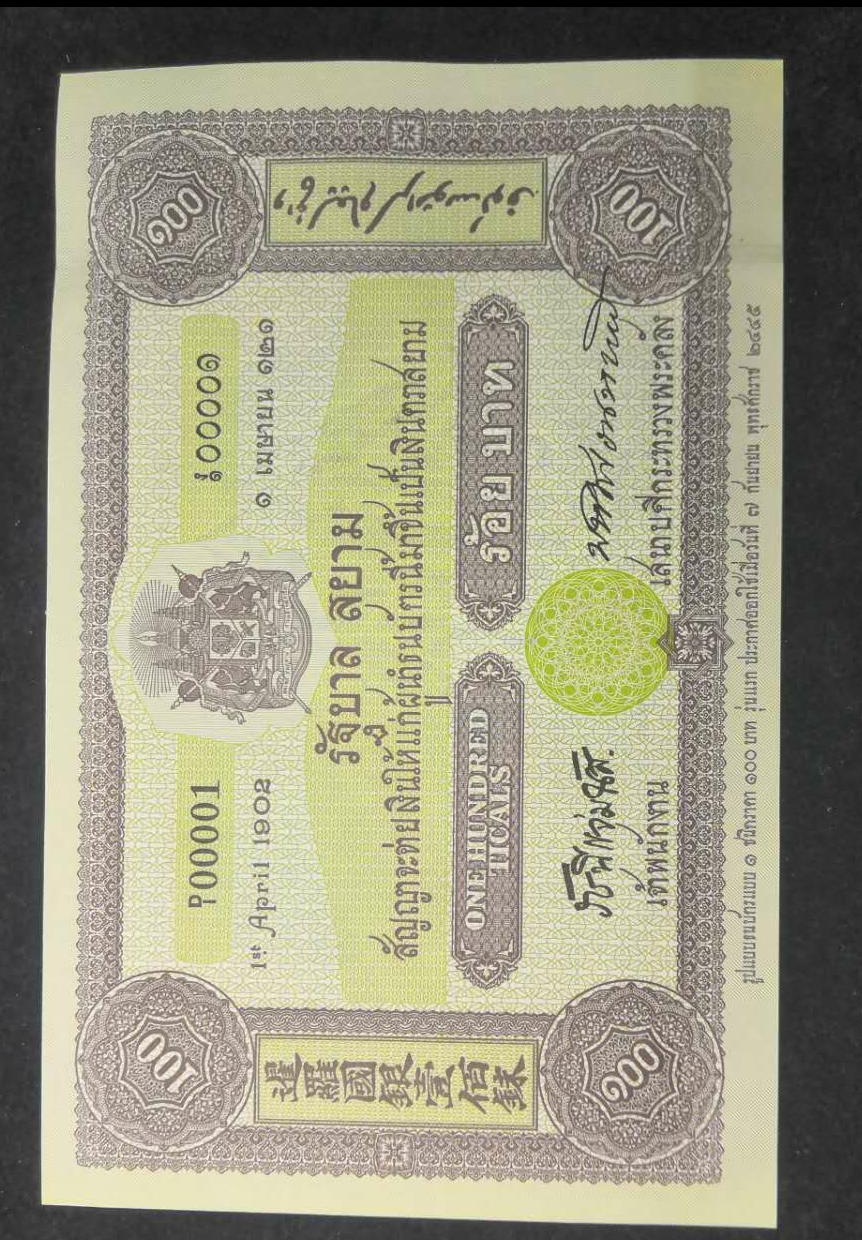 ๑๐๐
100
P00001
ง๐๐๐๐๑
1st April 1902
๑ เมษายน ๑๒๑
รัฐบาล สยาม
สัญญาจะจ่ายเงินให้แก่ผู้นำธนบัตรนี้มาขึ้นเป็นเงินตราสยาม
ONE HUNDRED
TICALS
ร้อย บาท
เจ้าพนักงาน
เสนาบดีกระทรวงพระคลัง
暹羅國銀壹佰銖
100
๑๐๐
รูปแบบธนบัตรแบบ ๑ ชนิดราคา ๑๐๐ บาท รุ่นแรก ประกาศออกใช้เมื่อวันที่ ๗ กันยายน พุทธศักราช ๒๔๔๕